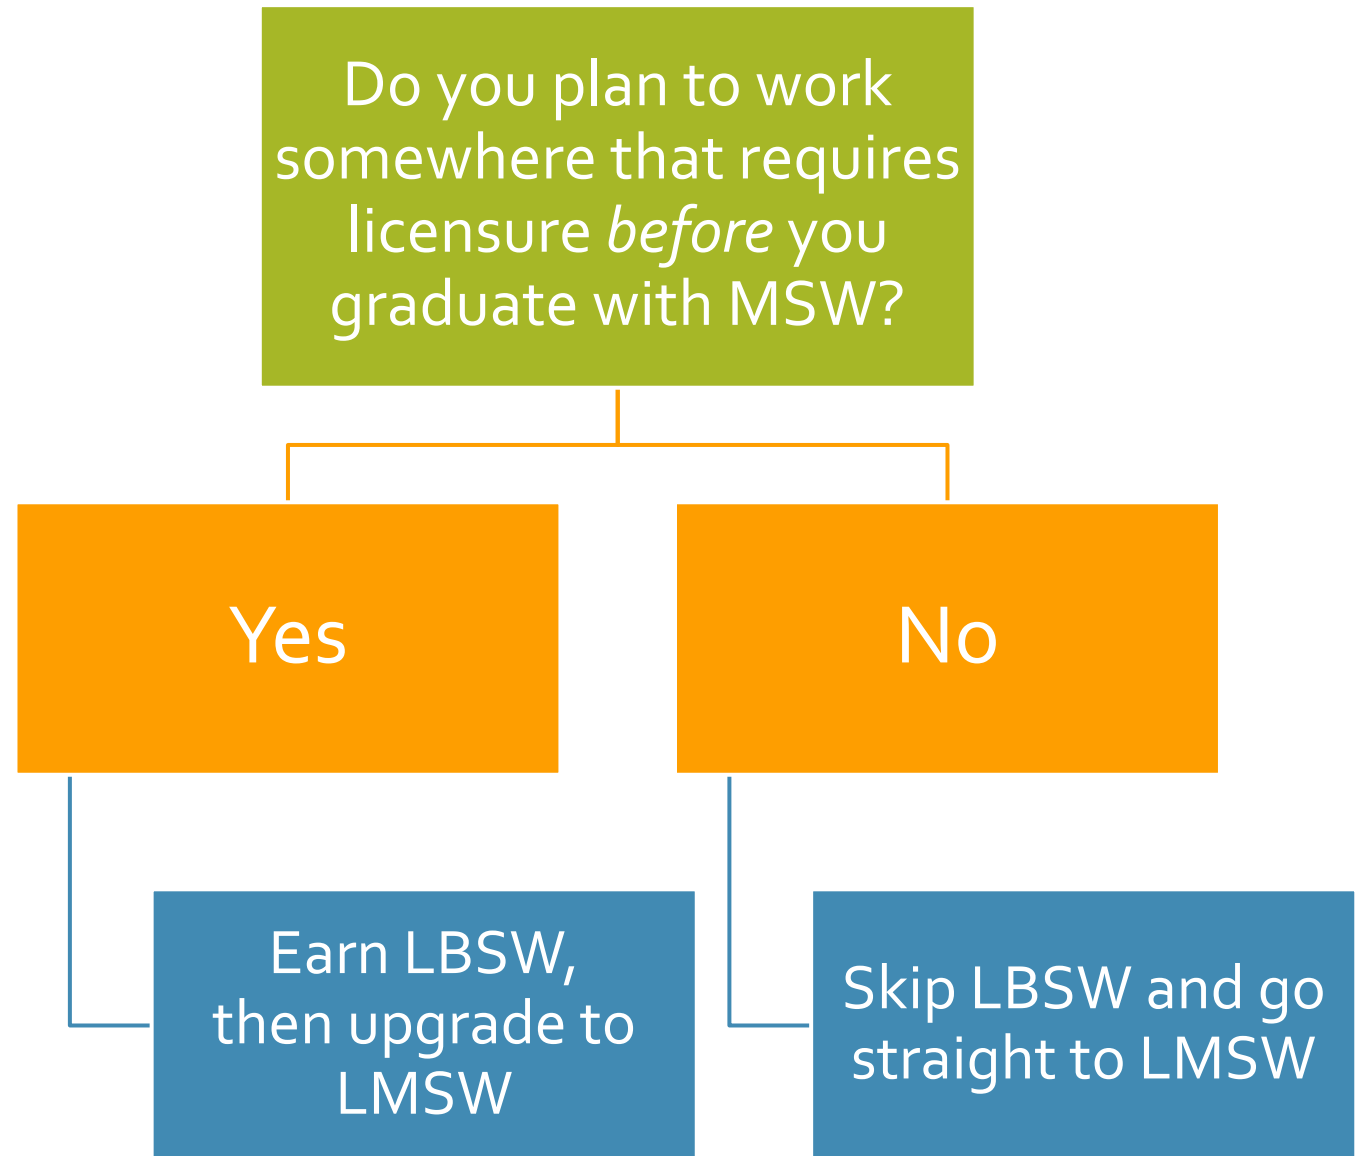 Do you plan to work
somewhere that requires
licensure before you
graduate with MSW?
Yes
No
Earn LBSW,
then upgrade to
LMSW
Skip LBSW and go
straight to LMSW